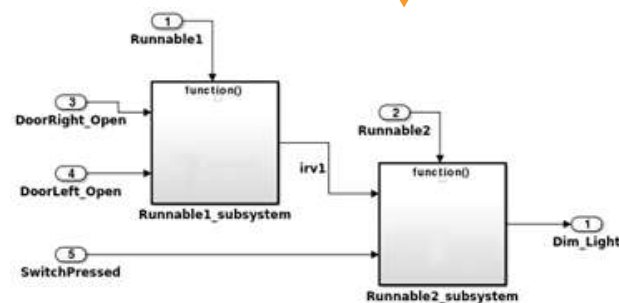 1
Runnable1
function()
3
DoorRight_Open
2
Runnable2
4
DoorLeft_Open
irv1
function()
Runnable1_subsystem
1
Dim_Light
5
SwitchPressed
Runnable2_subsystem